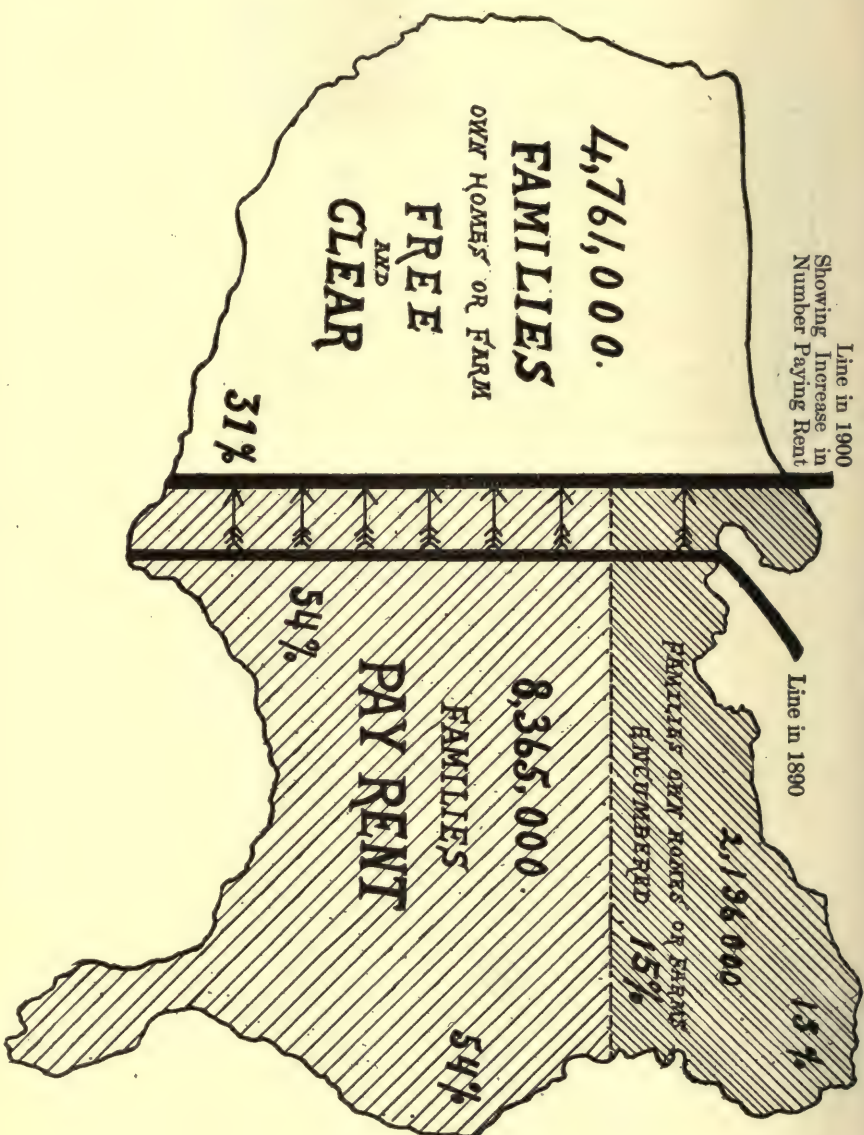 Line in 1900
Showing Increase in
Number Paying Rent
Line in 1890
4,761,000.
FAMILIES
OWN HOMES OR FARM
FREE
AND
CLEAR
31%
2,196,000
15%
FAMILIES OWN HOMES OR FARMS
ENCUMBERED. 15%
8,365,000
FAMILIES
PAY RENT
54%
54%